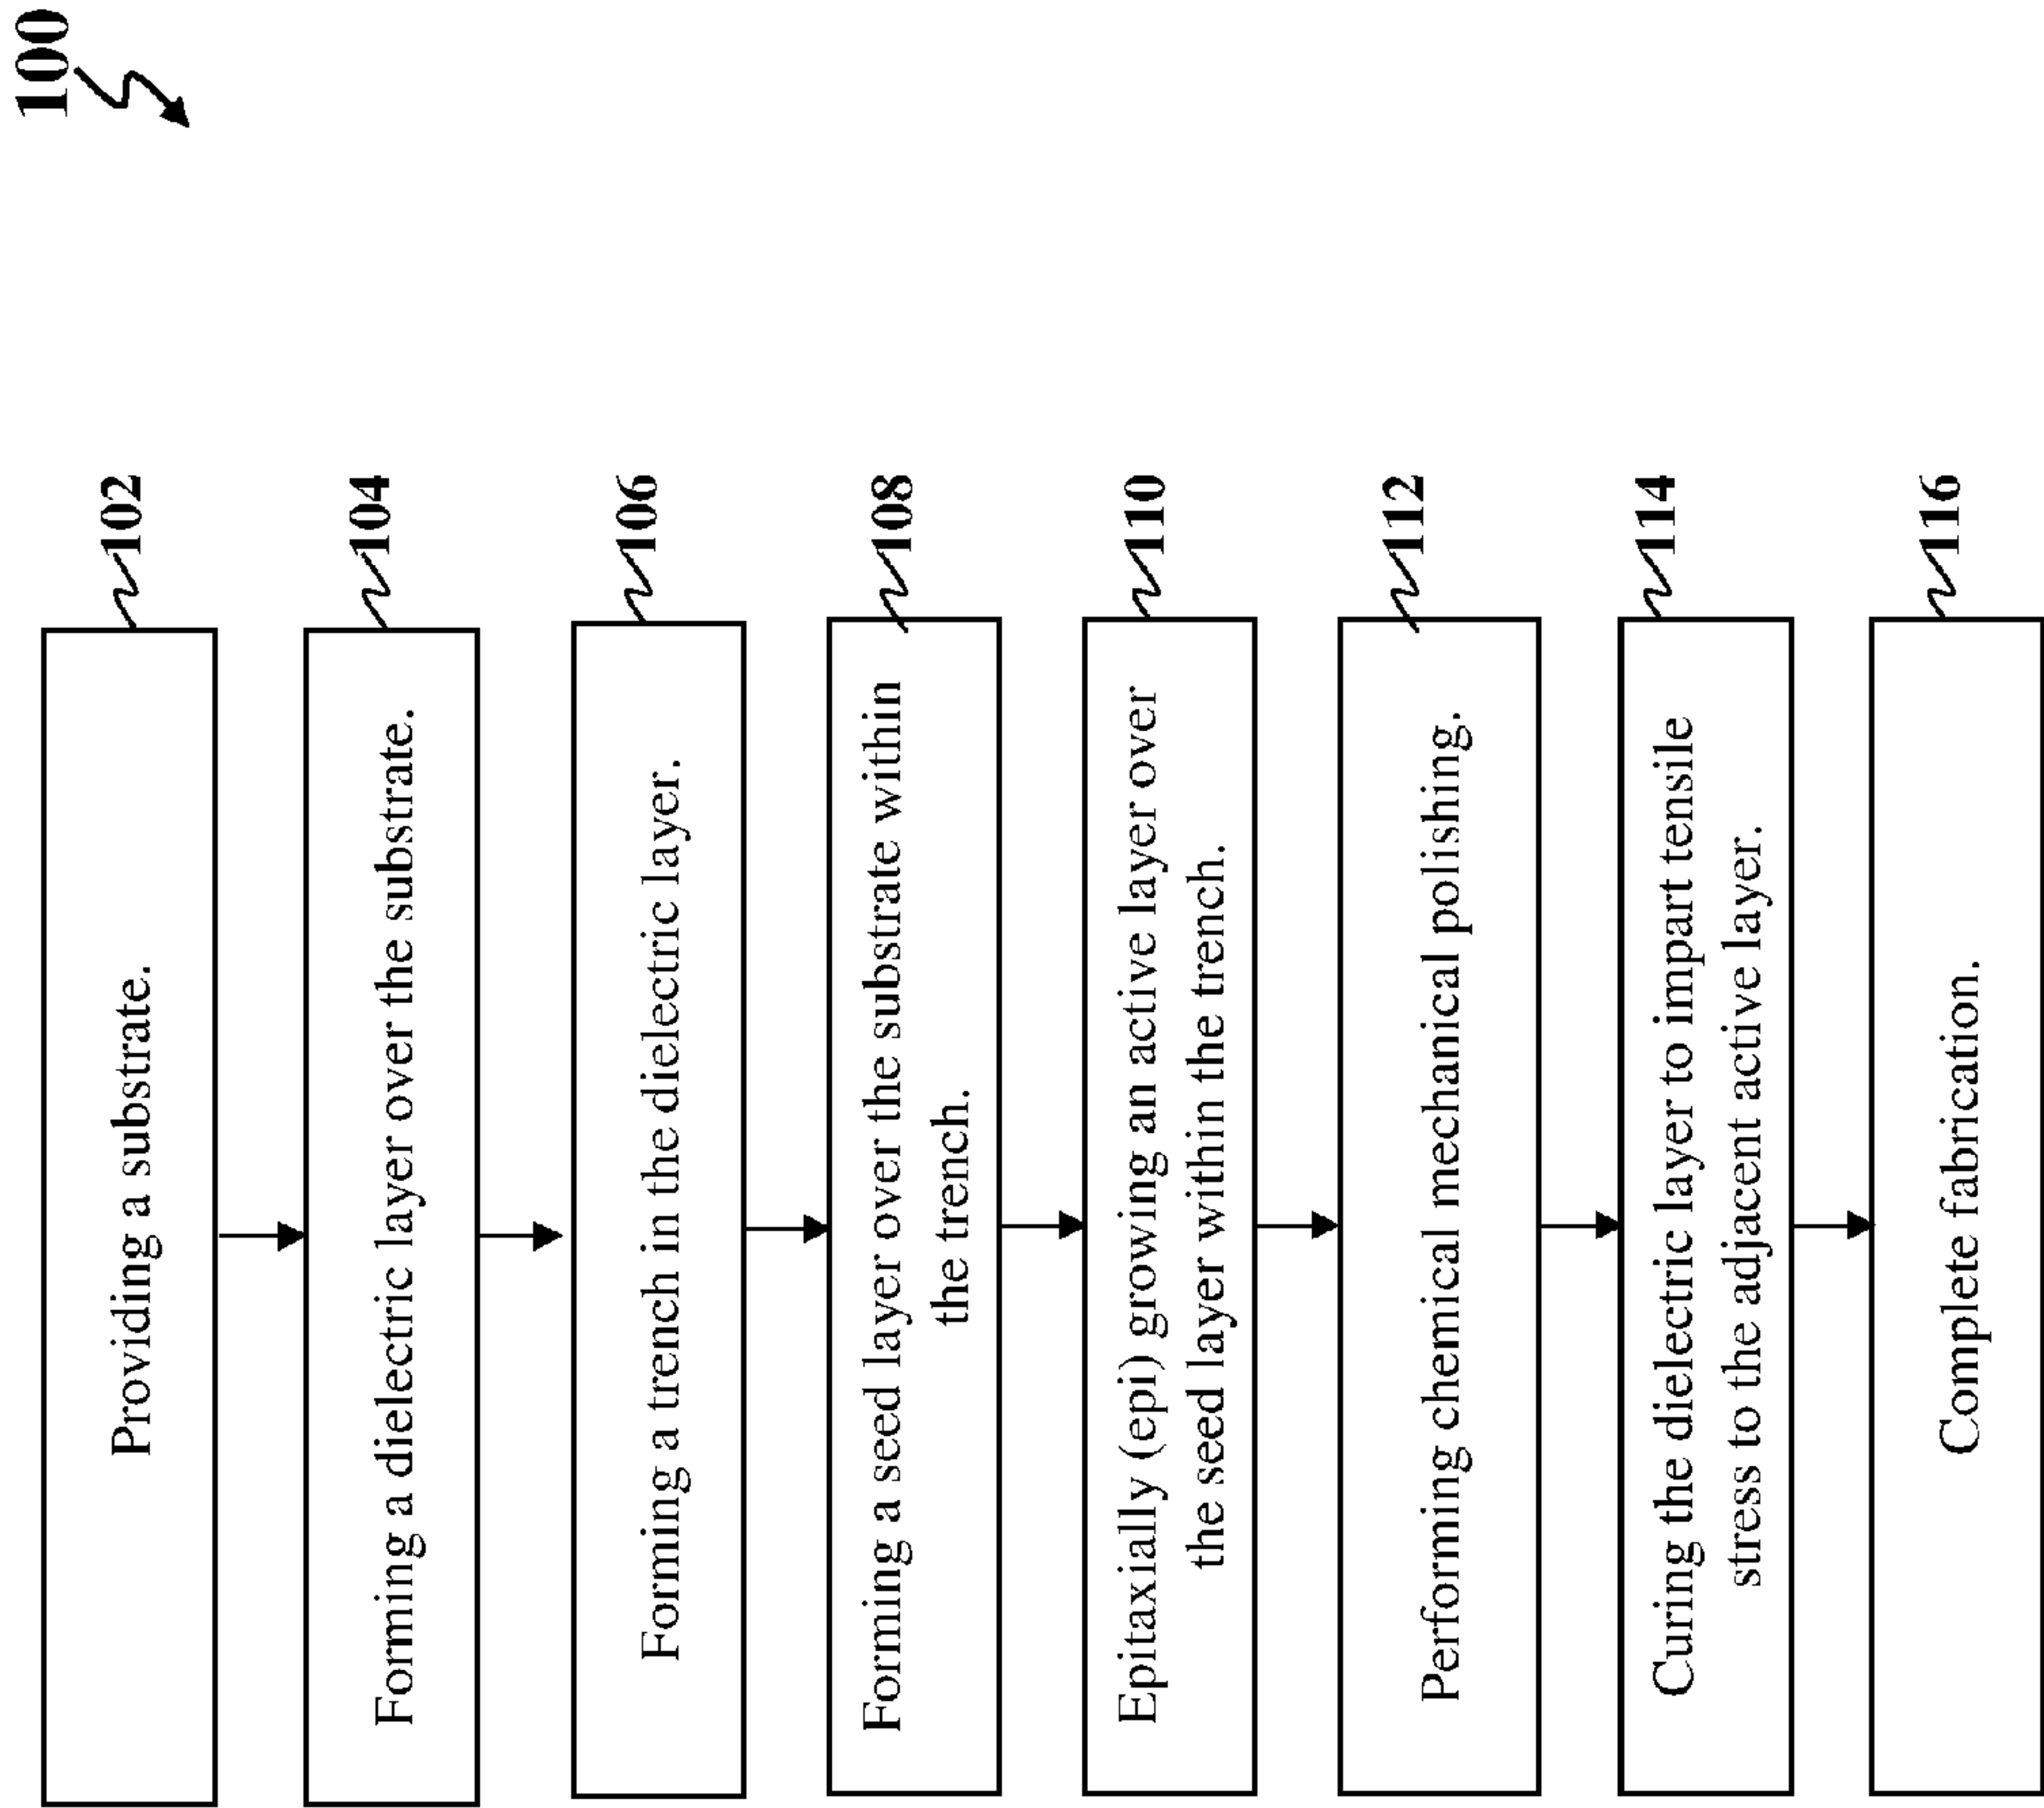 100
Providing a substrate.
102
Forming a dielectric layer over the substrate.
104
Forming a trench in the dielectric layer.
106
Forming a seed layer over the substrate within
the trench.
108
Epitaxially (epi) growing an active layer over
the seed layer within the trench.
110
Performing chemical mechanical polishing.
112
Curing the dielectric layer to impart tensile
stress to the adjacent active layer.
114
Complete fabrication.
116